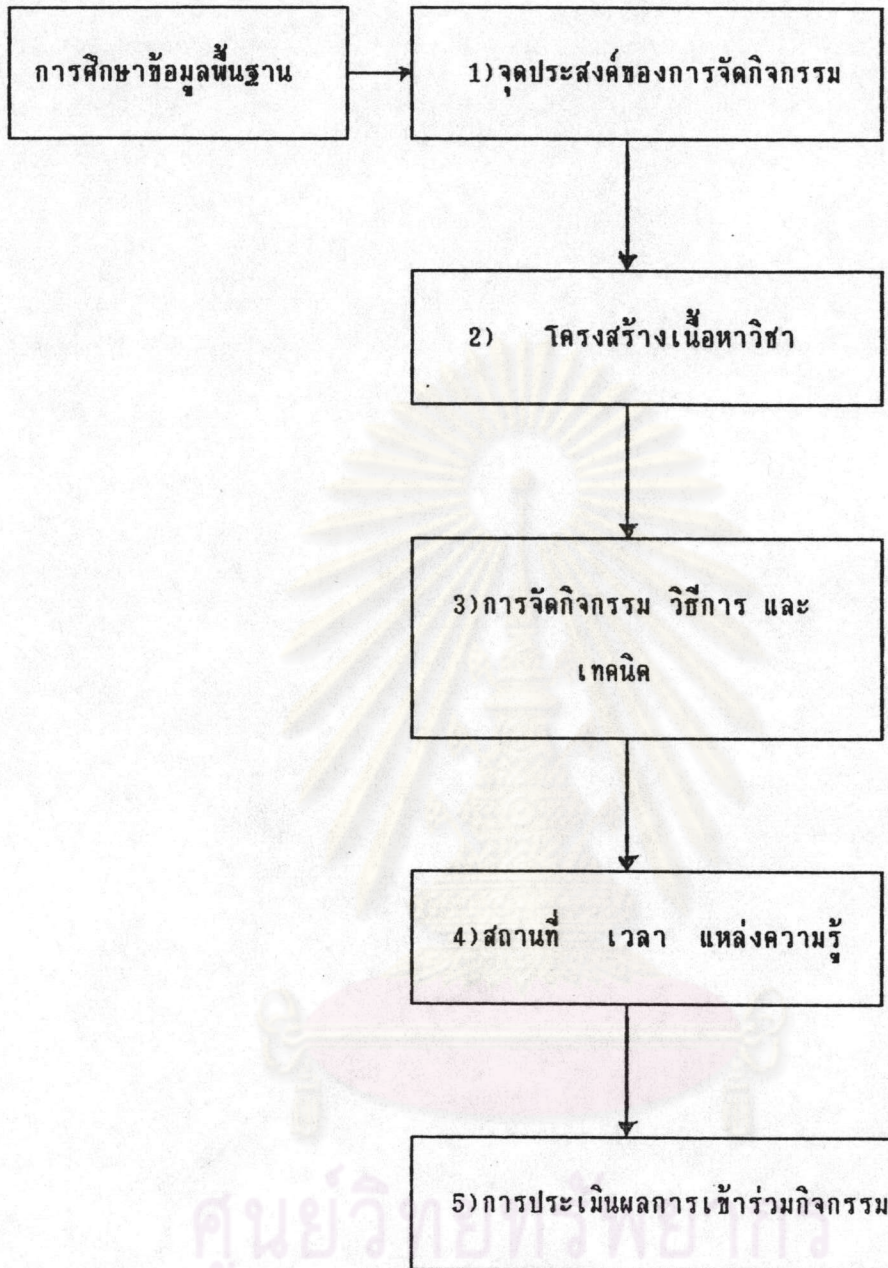 การศึกษาข้อมูลพื้นฐาน
1)จุดประสงค์ของการจัดกิจกรรม
2) โครงสร้างเนื้อหาวิชา
3)การจัดกิจกรรม วิธีการ และ
เทคนิค
4)สถานที่ เวลา แหล่งความรู้
5)การประเมินผลการเข้าร่วมกิจกรรม
ศูนย์วิทยทรัพยากร